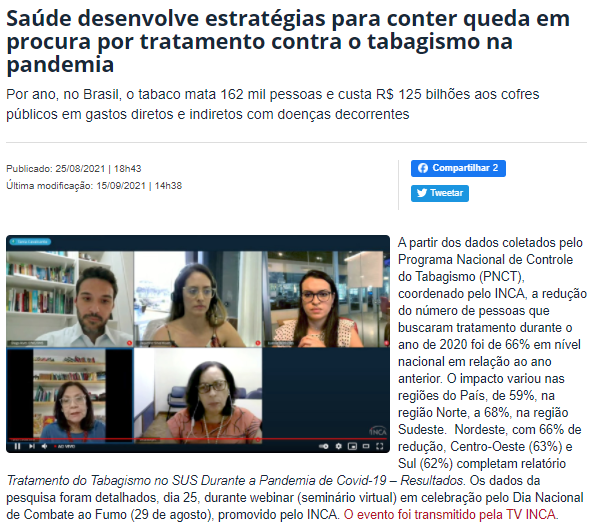 Saúde desenvolve estratégias para conter queda em
procura por tratamento contra o tabagismo na
pandemia
Por ano, no Brasil, o tabaco mata 162 mil pessoas e custa R$ 125 bilhões aos cofres
públicos em gastos diretos e indiretos com doenças decorrentes
Publicado: 25/08/2021 | 18h43
Última modificação: 15/09/2021 | 14h38
Compartilhar 2
Tweetar
A partir dos dados coletados pelo
Programa Nacional de Controle
do Tabagismo (PNCT),
coordenado pelo INCA, a redução
do número de pessoas que
buscaram tratamento durante o
ano de 2020 foi de 66% em nível
nacional em relação ao ano
anterior. O impacto variou nas
regiões do País, de 59%, na
região Norte, a 68%, na região
Sudeste. Nordeste, com 66% de
redução, Centro-Oeste (63%) e
Sul (62%) completam relatório
INCA
AO VIVO
Tratamento do Tabagismo no SUS Durante a Pandemia de Covid-19 – Resultados. Os dados da
pesquisa foram detalhados, dia 25, durante webinar (seminário virtual) em celebração pelo Dia Nacional
de Combate ao Fumo (29 de agosto), promovido pelo INCA. O evento foi transmitido pela TV INCA.